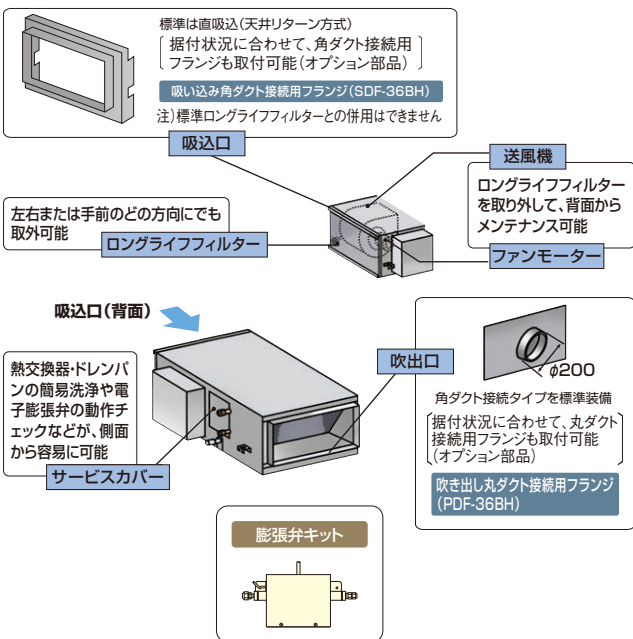 標準は直吸込(天井リターン方式)
据付状況に合わせて、角ダクト接続用
フランジも取付可能(オプション部品)
吸い込み角ダクト接続用フランジ(SDF-36BH)
注)標準ロングライフフィルターとの併用はできません
吸込口
送風機
ロングライフフィルター
を取り外して、背面から
メンテナンス可能
ファンモーター
左右または手前のどの方向にでも
取外可能
ロングライフフィルター
吸込口(背面)
熱交換器・ドレンパ
ンの簡易洗浄や電
子膨張弁の動作チ
ェックなどが、側面
から容易に可能
サービスカバー
吹出口
φ200
角ダクト接続タイプを標準装備
据付状況に合わせて、丸ダクト
接続用フランジも取付可能
(オプション部品)
吹き出し丸ダクト接続用フランジ
(PDF-36BH)
膨張弁キット